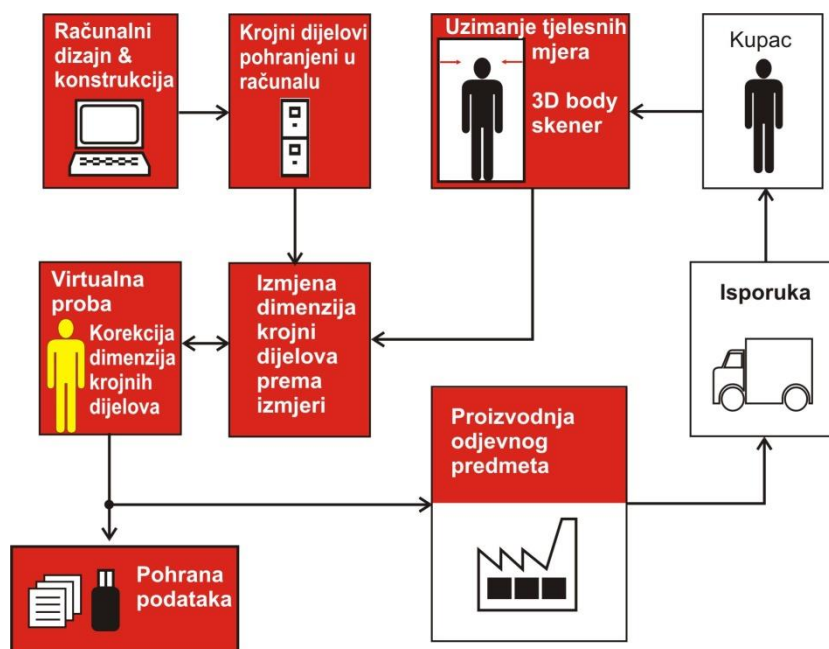 Računalni
dizajn &
konstrukcija
Krojni dijelovi
pohranjeni u
računalu
Uzimanje tjelesnih
mjera
3D body
skener
Kupac
Virtualna
proba
Korekcija
dimenzija
krojnih
dijelova
Izmjena
dimenzija
krojni
dijelova
prema
izmjeri
Isporuka
Proizvodnja
odjevnog
predmeta
Pohrana
podataka